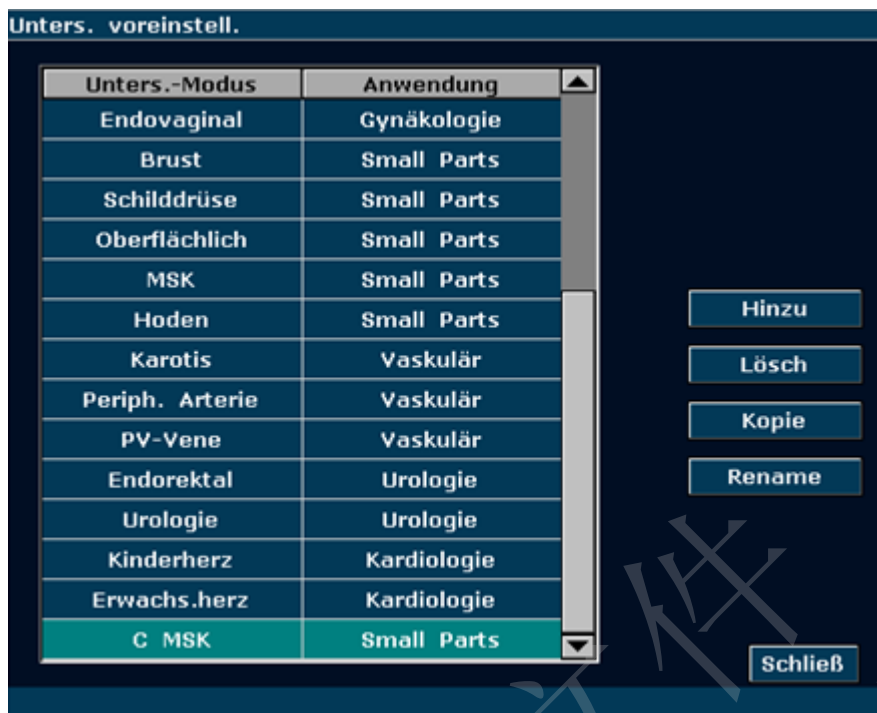 Unters. voreinstell.
Unters.-Modus Anwendung
Endovaginal Gynäkologie
Brust Small Parts
Schilddrüse Small Parts
Oberflächlich Small Parts
MSK Small Parts
Hoden Small Parts
Karotis Vaskulär
Periph. Arterie Vaskulär
PV-Vene Vaskulär
Endorektal Urologie
Urologie Urologie
Kinderherz Kardiologie
Erwachs.herz Kardiologie
C MSK Small Parts
Hinzu
Lösch
Kopie
Rename
Schließ
件